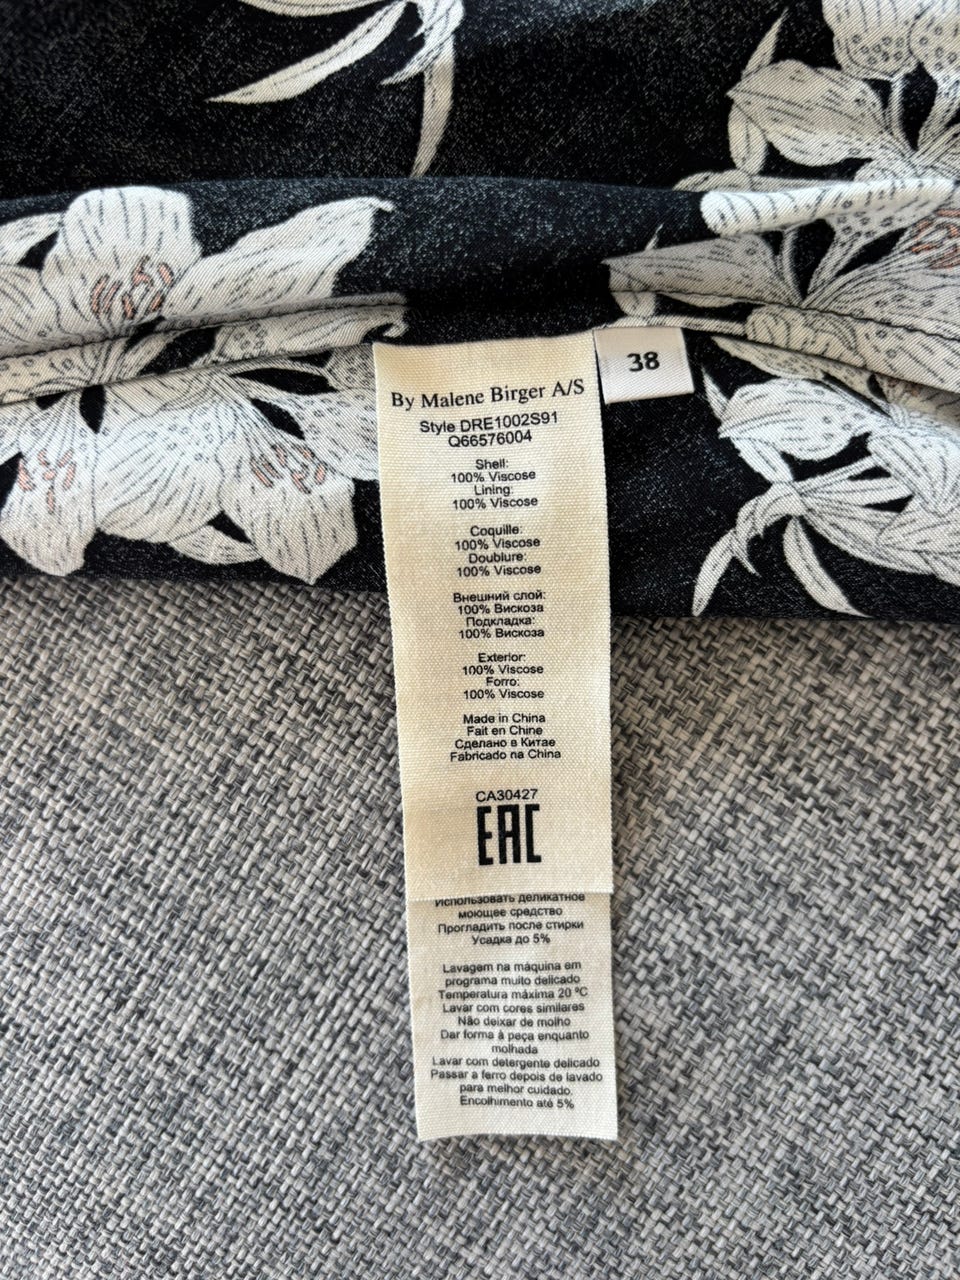 38
By Malene Birger A/S
Style DRE1002S91
Q66576004
Shell:
100% Viscose
Lining:
100% Viscose
Coquille:
100% Viscose
Doublure:
100% Viscose
Внешний слой:
100% Вискоза
Подкладка:
100% Вискоза
Exterior:
100% Viscose
Forro:
100% Viscose
Made in China
Fait en Chine
Сделано в Китае
Fabricado na China
CA30427
EAC
Использовать деликатное
моющее средство
Прогладить после стирки
Усадка до 5%
Lavagem na máquina em
programa muito delicado
Temperatura máxima 20 ºC
Lavar com cores similares
Não deixar de molho
Dar forma à peça enquanto
molhada
Lavar com detergente delicado
Passar a ferro depois de lavado
para melhor cuidado.
Encolhimento até 5%